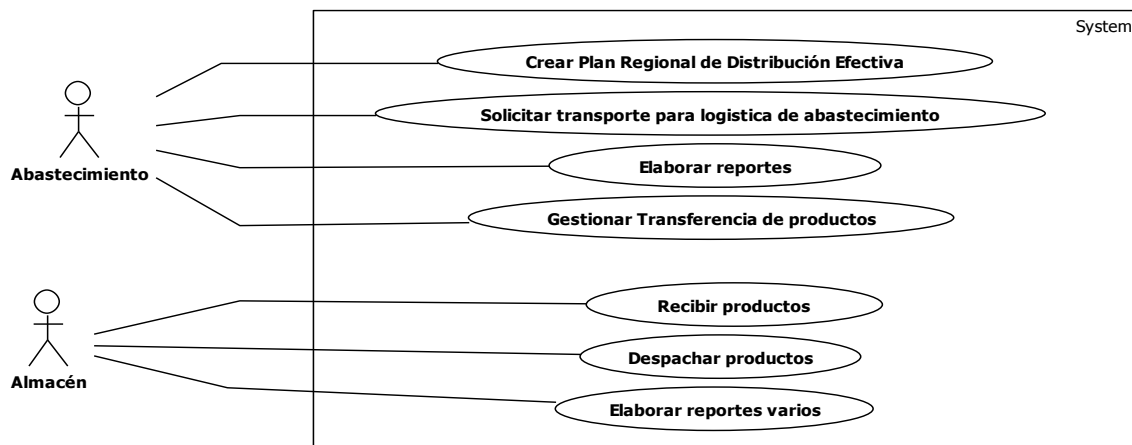 System
Crear Plan Regional de Distribución Efectiva
Solicitar transporte para logistica de abastecimiento
Elaborar reportes
Abastecimiento
Gestionar Transferencia de productos
Recibir productos
Despachar productos
Almacén
Elaborar reportes varios